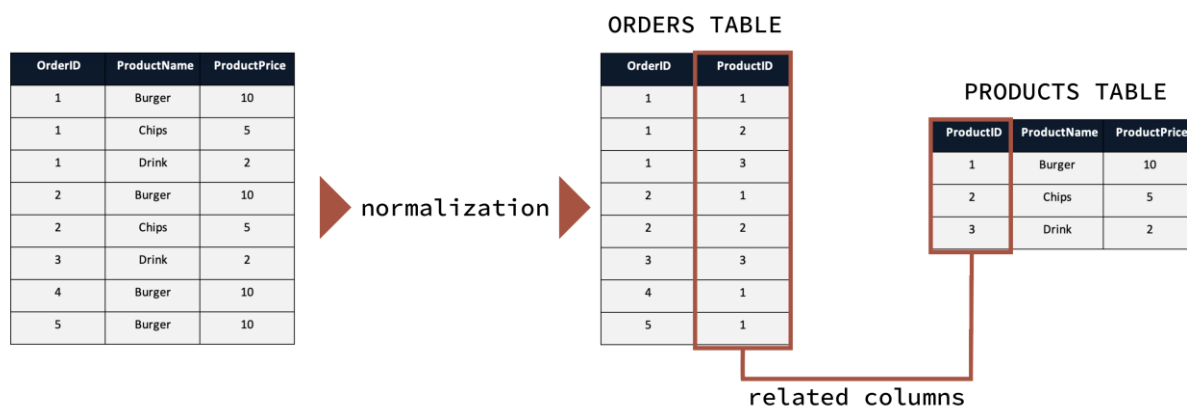 ORDERS TABLE
OrderID ProductName ProductPrice
1 Burger 10
1 Chips 5
1 Drink 2
2 Burger 10
2 Chips 5
3 Drink 2
4 Burger 10
5 Burger 10
normalization
OrderID ProductID
1 1
1 2
1 3
2 1
2 2
3 3
4 1
5 1
PRODUCTS TABLE
ProductID ProductName ProductPrice
1 Burger 10
2 Chips 5
3 Drink 2
related columns